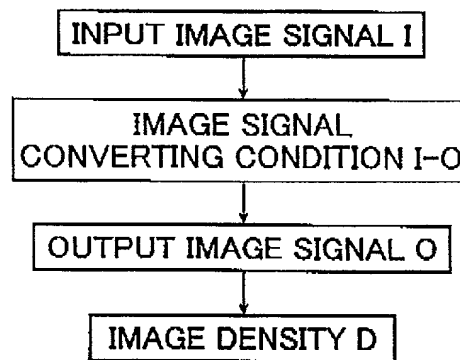 INPUT IMAGE SIGNAL I
IMAGE SIGNAL
CONVERTING CONDITION I-O
OUTPUT IMAGE SIGNAL O
IMAGE DENSITY D